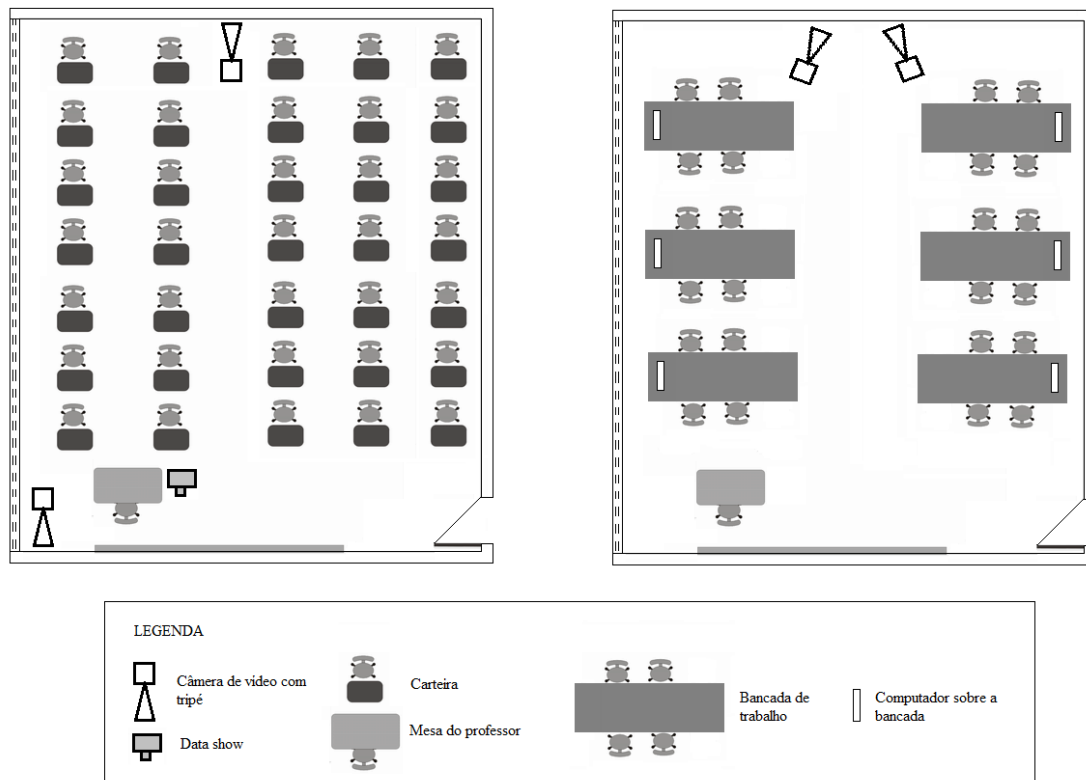 LEGENDA
Câmera de vídeo com
tripé
Carteira
Bancada de
trabalho
Computador sobre a
bancada
Data show
Mesa do professor